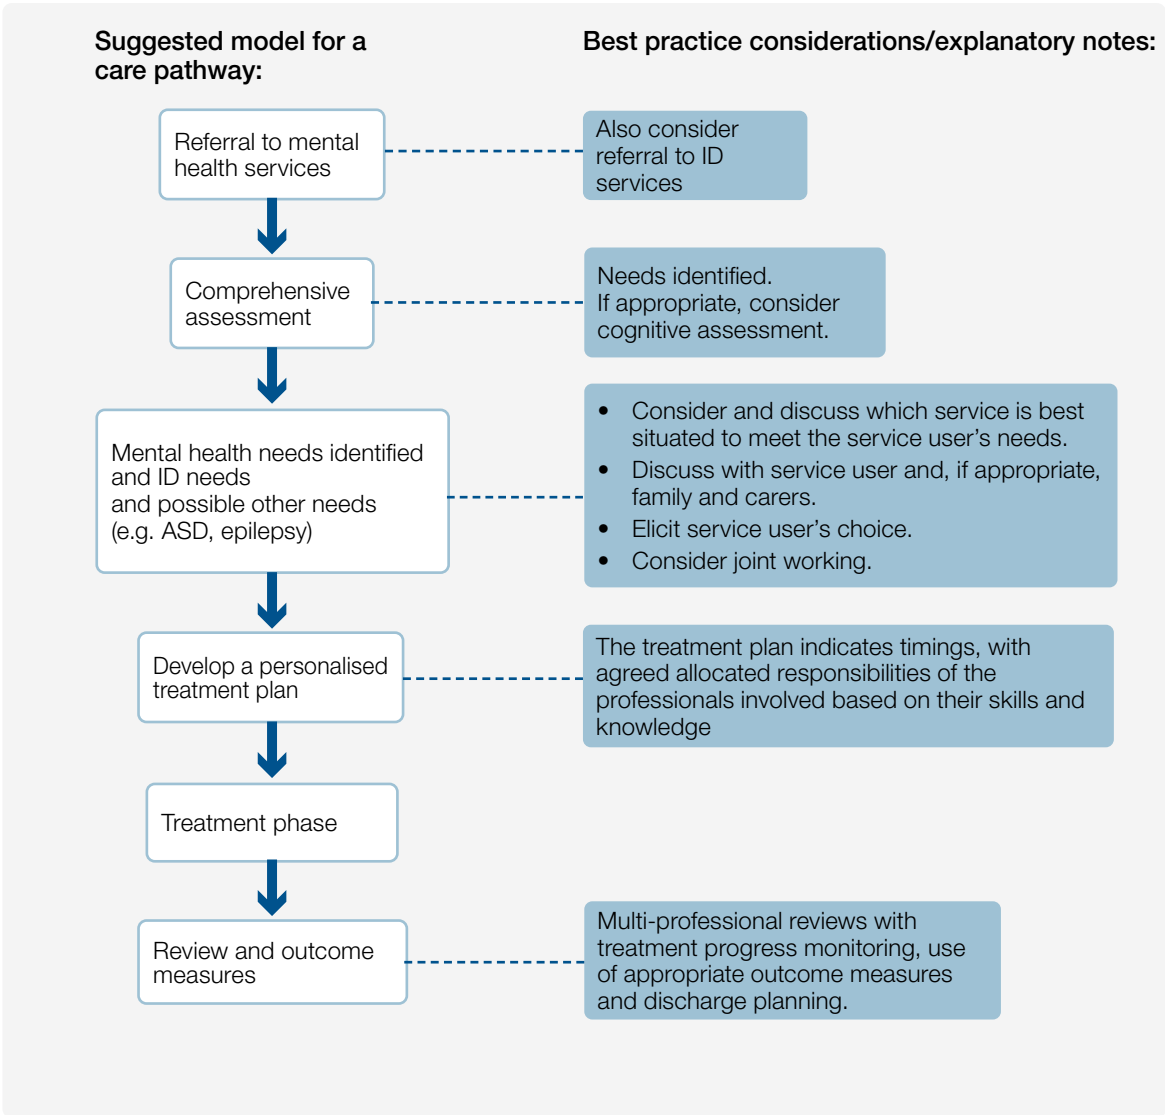 Suggested model for a
care pathway:
Best practice considerations/explanatory notes:
Referral to mental
health services
Also consider
referral to ID
services
Comprehensive
assessment
Needs identified.
If appropriate, consider
cognitive assessment.
Mental health needs identified
and ID needs
and possible other needs
(e.g. ASD, epilepsy)
• Consider and discuss which service is best
situated to meet the service user’s needs.
• Discuss with service user and, if appropriate,
family and carers.
• Elicit service user’s choice.
• Consider joint working.
Develop a personalised
treatment plan
The treatment plan indicates timings, with
agreed allocated responsibilities of the
professionals involved based on their skills and
knowledge
Treatment phase
Review and outcome
measures
Multi-professional reviews with
treatment progress monitoring, use
of appropriate outcome measures
and discharge planning.